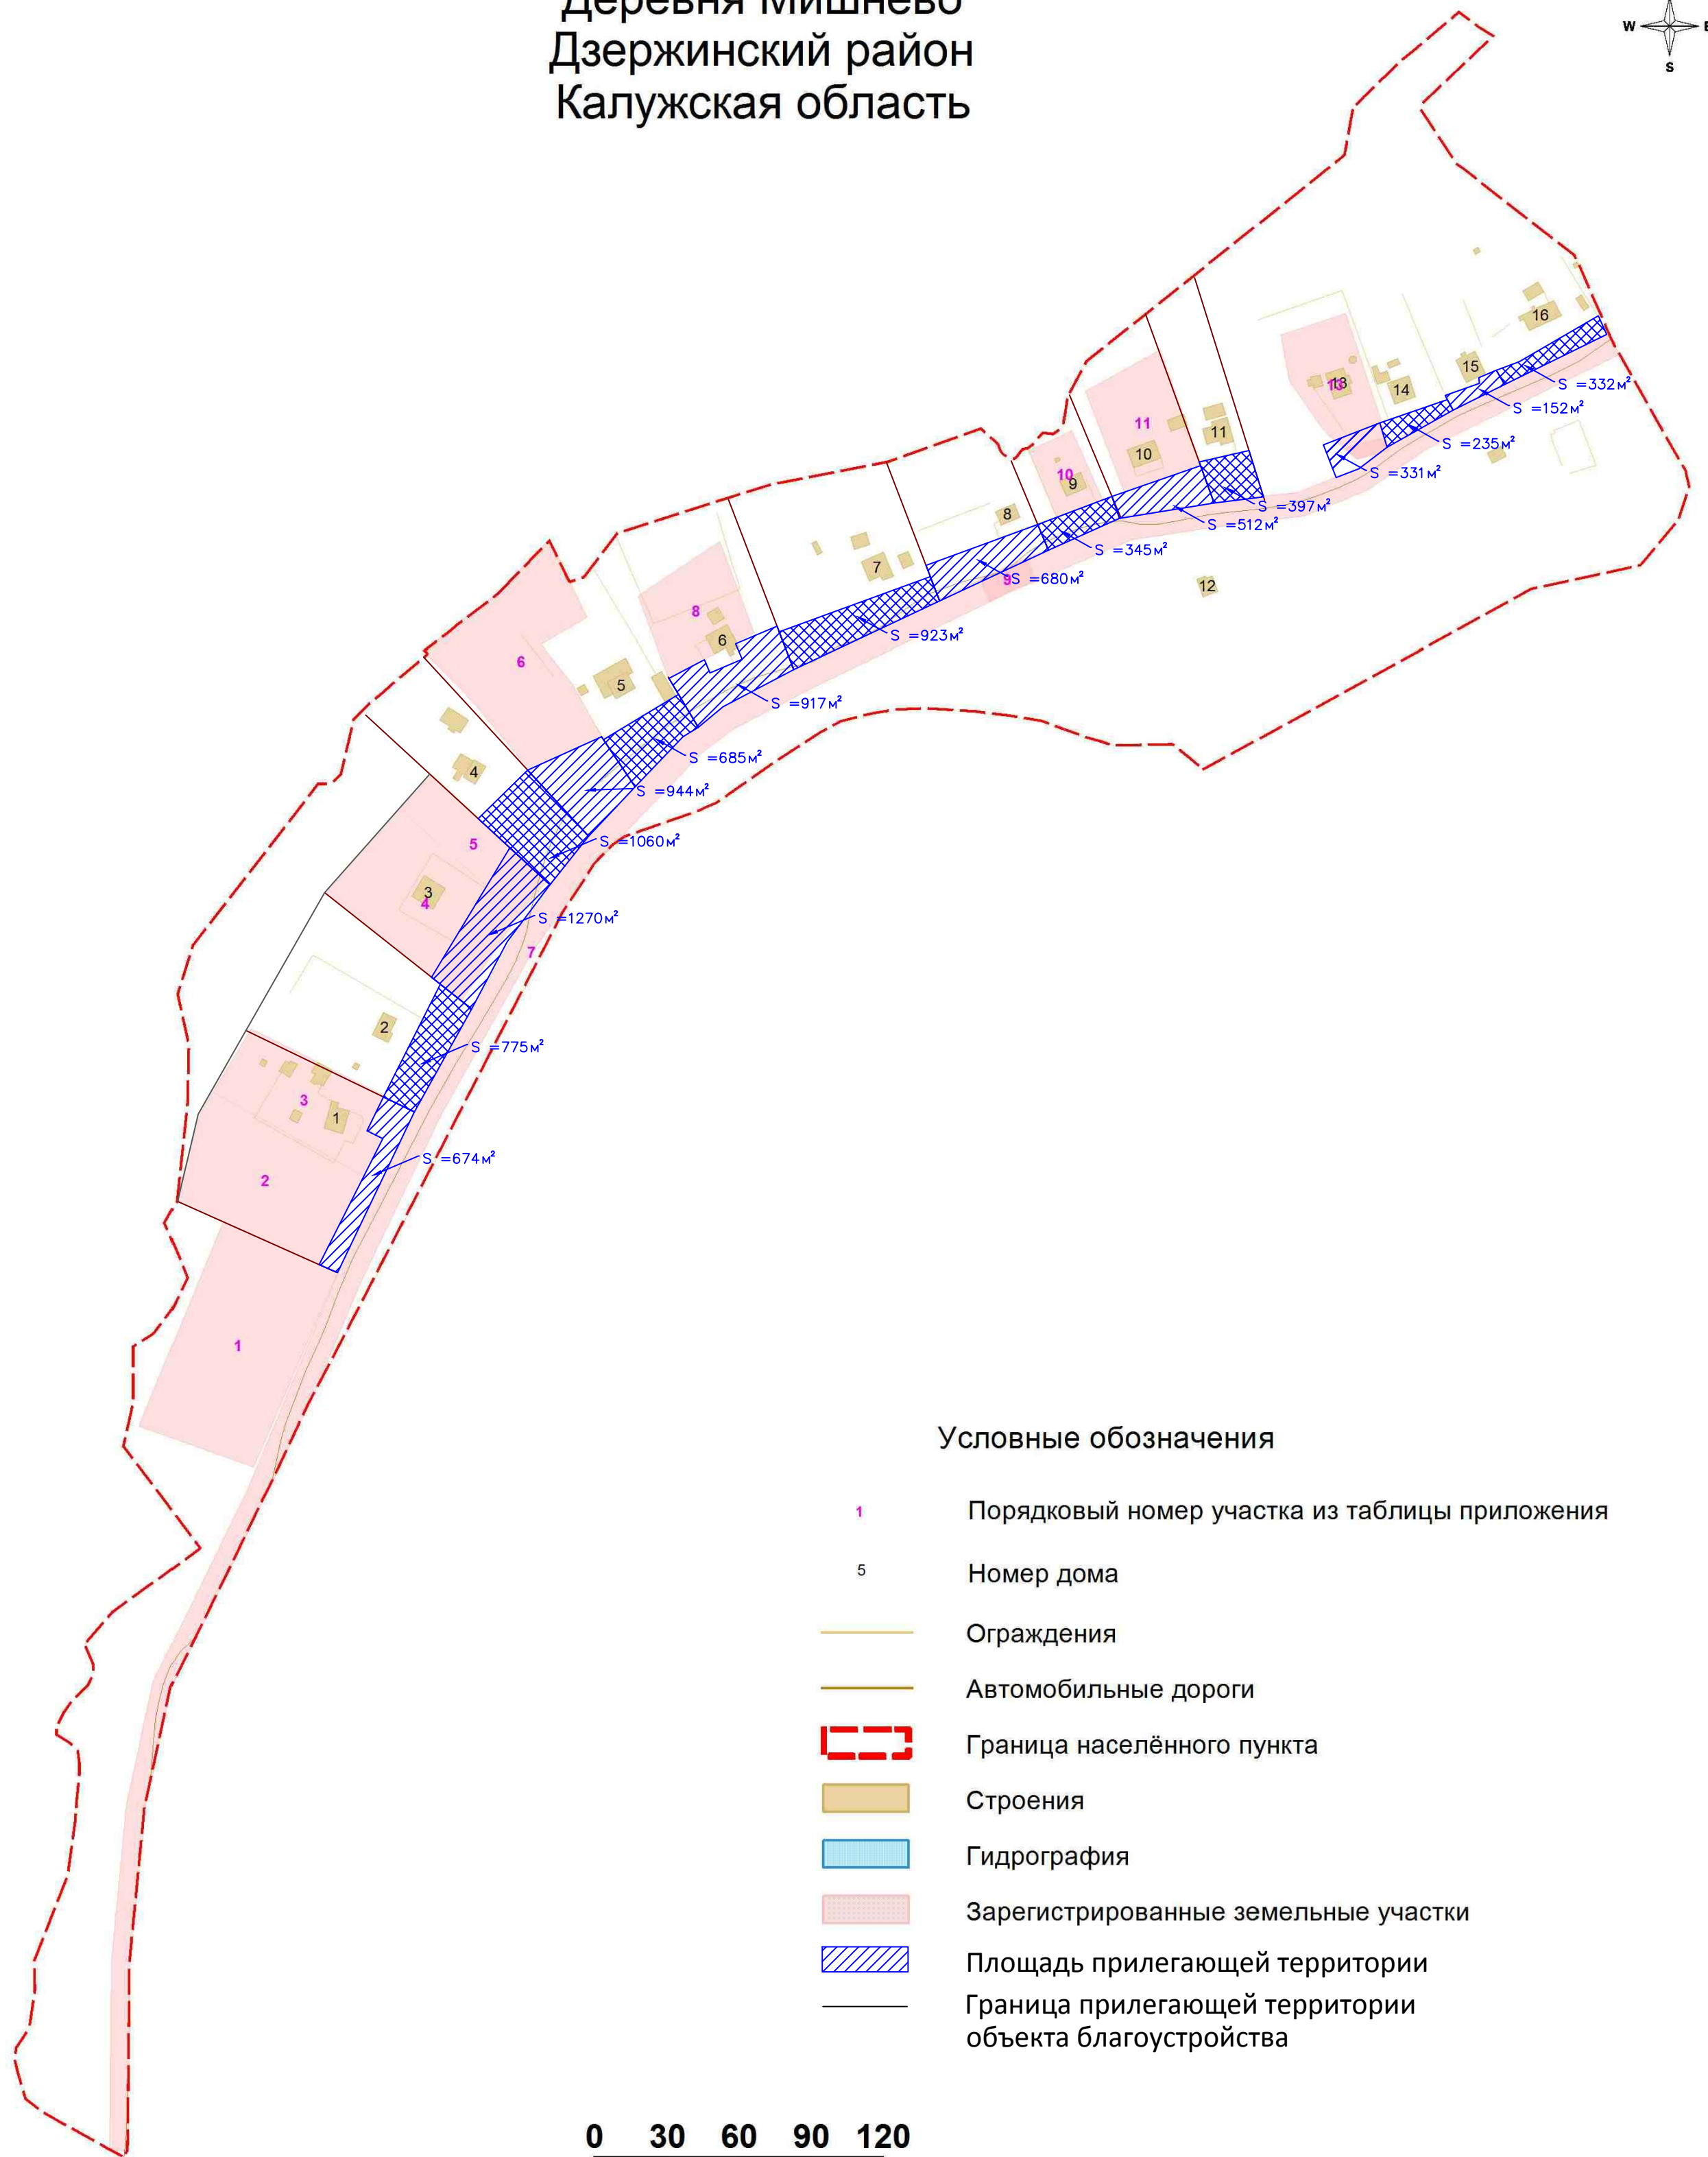 Деревня Мишнево
Дзержинский район
Калужская область
W E
S
16
15
S =332м²
13
13
14
S =152м²
11
11
S =235м²
10
10
9
S =331м²
8
S =397м²
S =512м²
7
S =345м²
9
S =680м²
12
8
6
S =923м²
6
5
S =917м²
4
S =685м²
S =944м²
5
S =1060м²
3
4
S =1270м²
7
2
S =775м²
3
1
S =674м²
2
1
Условные обозначения
1 Порядковый номер участка из таблицы приложения
5 Номер дома
Ограждения
Автомобильные дороги
Граница населённого пункта
Строения
Гидрография
Зарегистрированные земельные участки
Площадь прилегающей территории
Граница прилегающей территории
объекта благоустройства
0 30 60 90 120